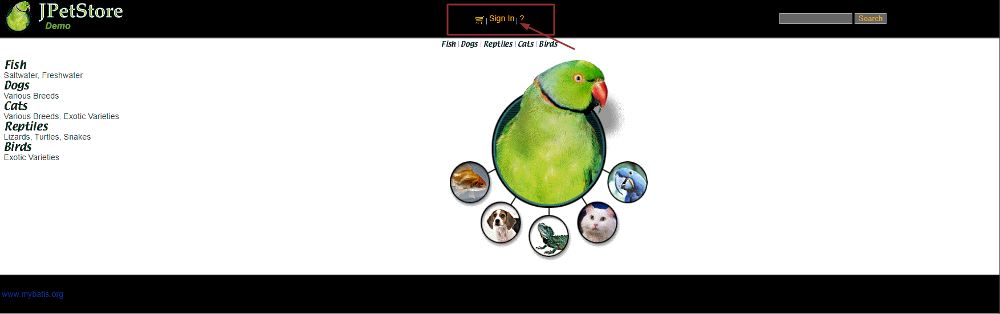 JPetStore
Demo
| Sign In | ?
Search
Fish | Dogs | Reptiles | Cats | Birds
Fish
Saltwater, Freshwater
Dogs
Various Breeds
Cats
Various Breeds, Exotic Varieties
Reptiles
Lizards, Turtles, Snakes
Birds
Exotic Varieties
www.mybatis.org